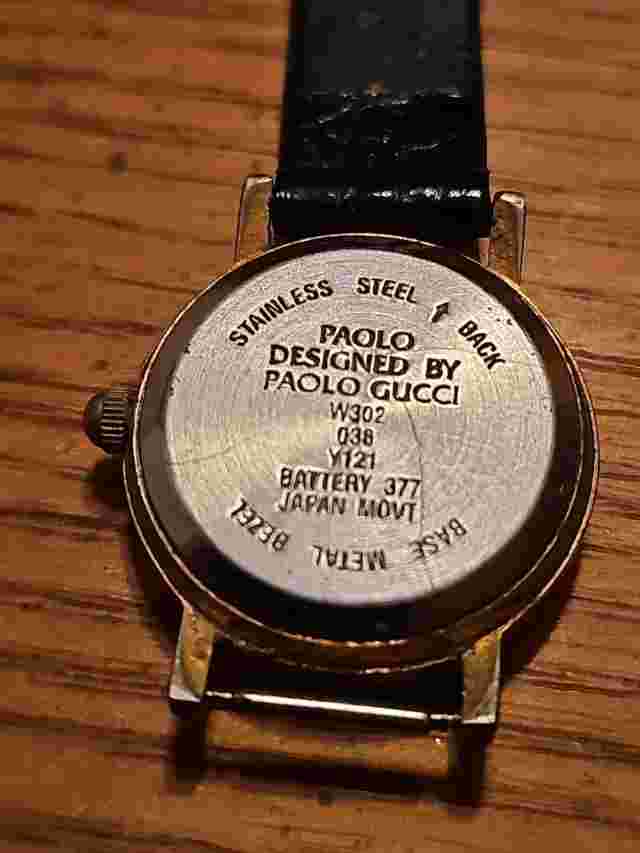 STAINLESS STEEL BACK
PAOLO
DESIGNED BY
PAOLO GUCCI
W302
038
Y121
BATTERY 377
JAPAN MOVT
BASE METAL BEZEL